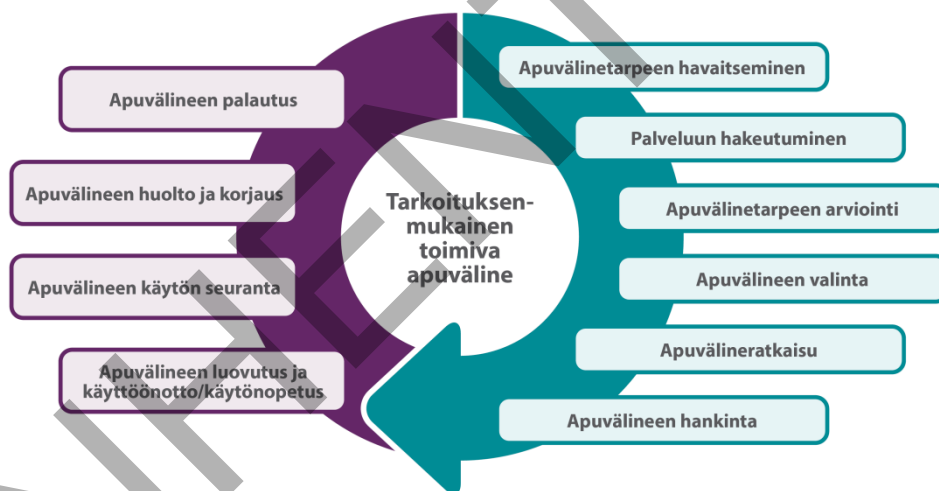 Apuvälinetarpeen havaitseminen
Palveluun hakeutuminen
Apuvälinetarpeen arviointi
Apuvälineen valinta
Apuvälineratkaisu
Apuvälineen hankinta
Apuvälineen luovutus ja
käyttöönotto/käytönopetus
Apuvälineen käytön seuranta
Apuvälineen huolto ja korjaus
Apuvälineen palautus
Tarkoituksen-
mukainen
toimiva
apuväline